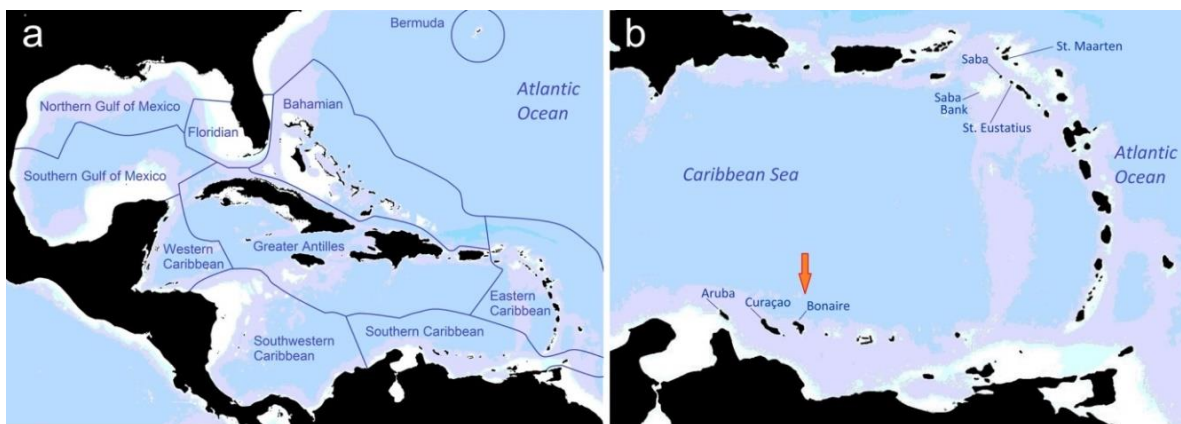 a
Bermuda
Northern Gulf of Mexico
Floridian
Bahamian
Atlantic
Ocean
Southern Gulf of Mexico
Western
Caribbean
Greater Antilles
Eastern
Caribbean
Southwestern
Caribbean
Southern Caribbean
b
St. Maarten
Saba
Saba
Bank
St. Eustatius
Caribbean Sea
Atlantic
Ocean
Aruba
Curaçao
Bonaire